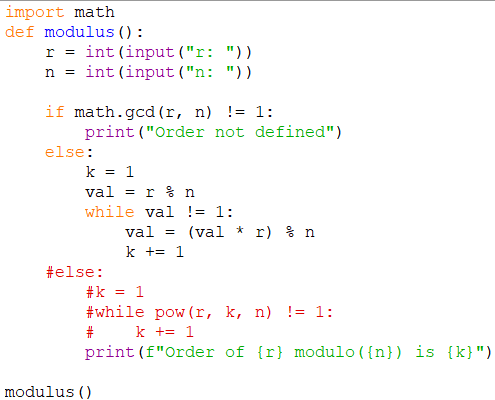 import math
def modulus():
    r = int(input("r: "))
    n = int(input("n: "))

    if math.gcd(r, n) != 1:
        print("Order not defined")
    else:
        k = 1
        val = r % n
        while val != 1:
            val = (val * r) % n
            k += 1
    #else:
        #k = 1
        #while pow(r, k, n) != 1:
        #    k += 1
        print(f"Order of {r} modulo({n}) is {k}")

modulus()